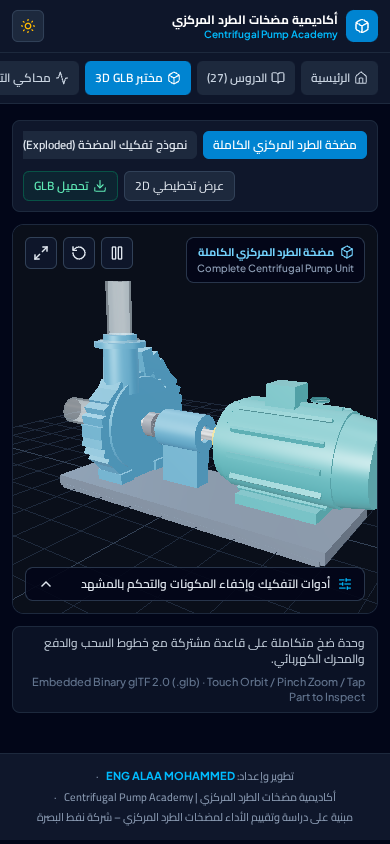 أكاديمية مضخات الطرد المركزي
Centrifugal Pump Academy
الرئيسية
الدروس (27)
مختبر 3D GLB
محاكي
مضخة الطرد المركزي الكاملة
نموذج تفكيك المضخة (Exploded)
عرض تخطيطي 2D
تحميل GLB
مضخة الطرد المركزي الكاملة
Complete Centrifugal Pump Unit
أدوات التفكيك وإخفاء المكونات والتحكم بالمشهد
وحدة ضخ متكاملة على قاعدة مشتركة مع خطوط السحب والدفع
والمحرك الكهربائي.
Embedded Binary glTF 2.0 (.glb) · Touch Orbit / Pinch Zoom / Tap
Part to Inspect
تطوير وإعداد: ENG ALAA MOHAMMED ·
أكاديمية مضخات الطرد المركزي | Centrifugal Pump Academy ·
مبنية على دراسة وتقييم الأداء لمضخات الطرد المركزي – شركة نفط البصرة